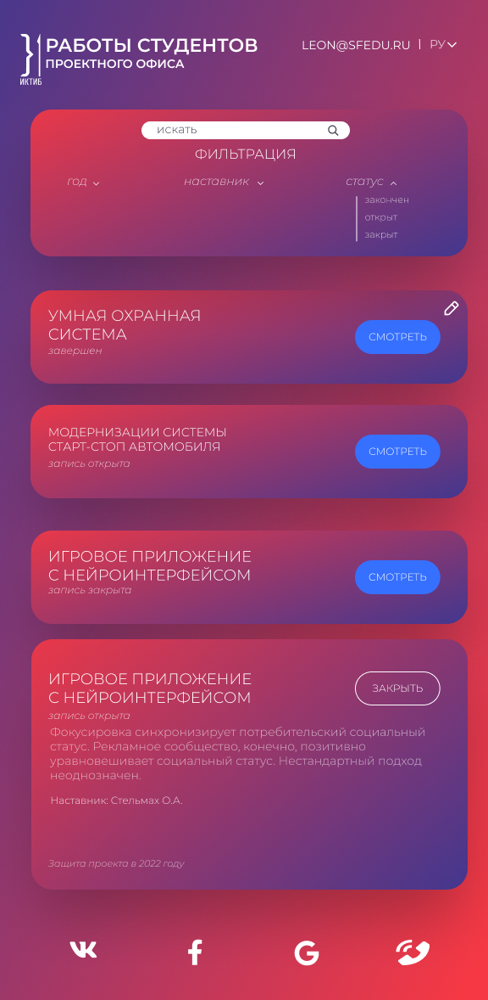 РАБОТЫ СТУДЕНТОВ
ПРОЕКТНОГО ОФИСА
ИКТИБ
LEON@SFEDU.RU | РУ
искать
ФИЛЬТРАЦИЯ
год наставник статус
закончен
открыт
закрыт
УМНАЯ ОХРАННАЯ
СИСТЕМА
завершен
СМОТРЕТЬ
МОДЕРНИЗАЦИИ СИСТЕМЫ
СТАРТ-СТОП АВТОМОБИЛЯ
запись открыта
СМОТРЕТЬ
ИГРОВОЕ ПРИЛОЖЕНИЕ
С НЕЙРОИНТЕРФЕЙСОМ
запись закрыта
СМОТРЕТЬ
ИГРОВОЕ ПРИЛОЖЕНИЕ
С НЕЙРОИНТЕРФЕЙСОМ
запись открыта
ЗАКРЫТЬ
Фокусировка синхронизирует потребительский социальный
статус. Рекламное сообщество, конечно, позитивно
уравновешивает социальный статус. Нестандартный подход
неоднозначен.
Наставник: Стельмах О.А.
Защита проекта в 2022 году